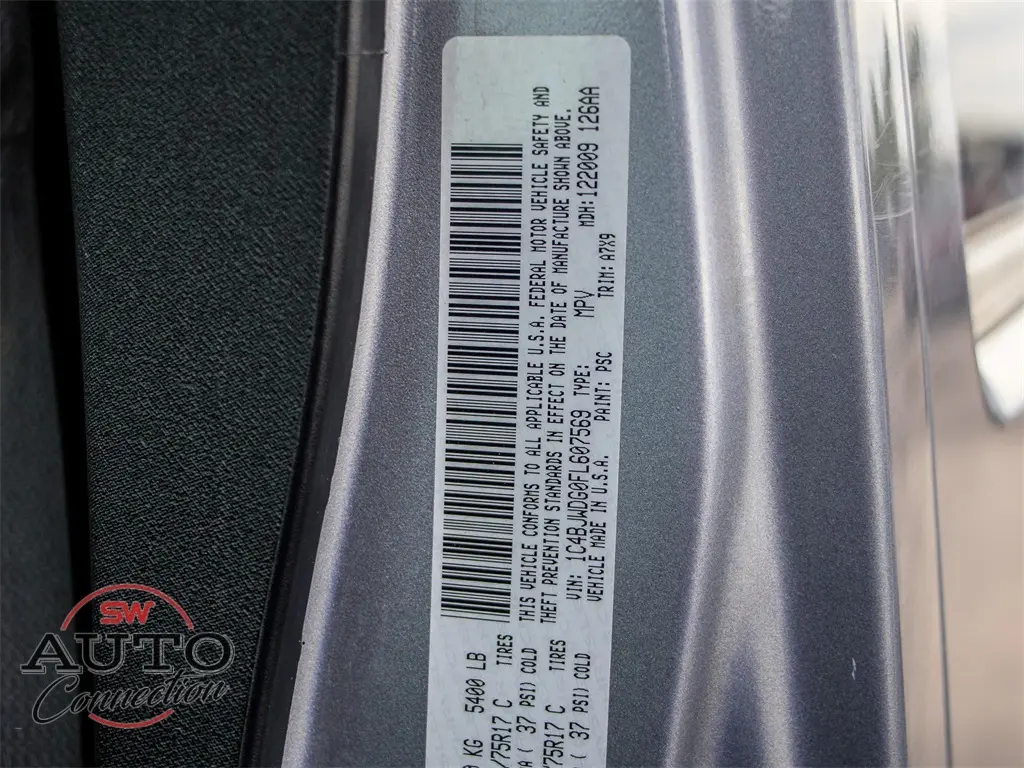 0 KG 5400 LB
/75R17 C TIRES
A ( 37 PSI) COLD
/75R17 C TIRES
( 37 PSI) COLD
THIS VEHICLE CONFORMS TO ALL APPLICABLE U.S.A. FEDERAL MOTOR VEHICLE SAFETY AND
THEFT PREVENTION STANDARDS IN EFFECT ON THE DATE OF MANUFACTURE SHOWN ABOVE.
VIN: 1C4BJWDG0FL607569 TYPE: MPV MDH:122009 126AA
VEHICLE MADE IN U.S.A. PAINT: PSC TRIM: A7X9
SW
AUTO
Connection